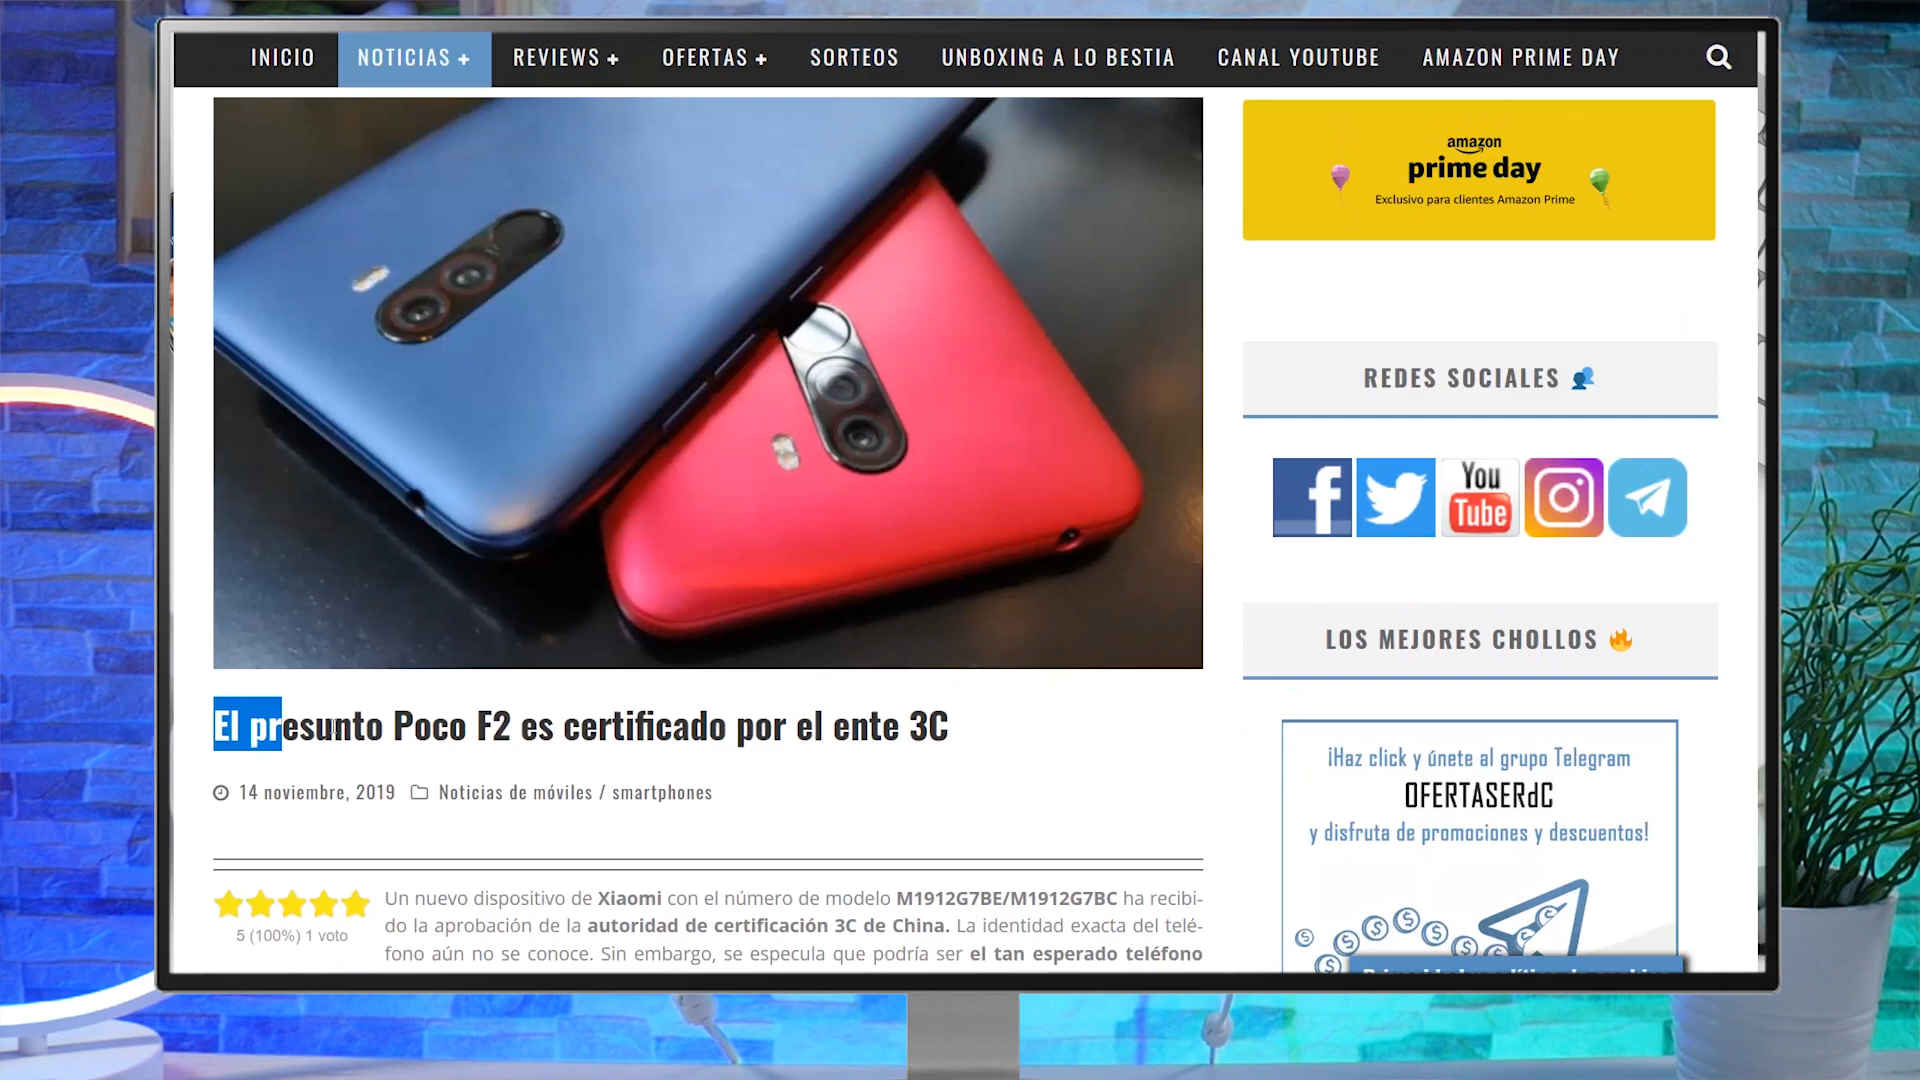 INICIO
NOTICIAS +
REVIEWS +
OFERTAS +
SORTEOS
UNBOXING A LO BESTIA
CANAL YOUTUBE
AMAZON PRIME DAY
amazon
prime day
Exclusivo para clientes Amazon Prime
REDES SOCIALES
You
Tube
LOS MEJORES CHOLLOS
¡Haz click y únete al grupo Telegram
OFERTASERdC
y disfruta de promociones y descuentos!
El presunto Poco F2 es certificado por el ente 3C
14 noviembre, 2019 Noticias de móviles / smartphones
5 (100%) 1 voto
Un nuevo dispositivo de Xiaomi con el número de modelo M1912G7BE/M1912G7BC ha recibi-
do la aprobación de la autoridad de certificación 3C de China. La identidad exacta del telé-
fono aún no se conoce. Sin embargo, se especula que podría ser el tan esperado teléfono